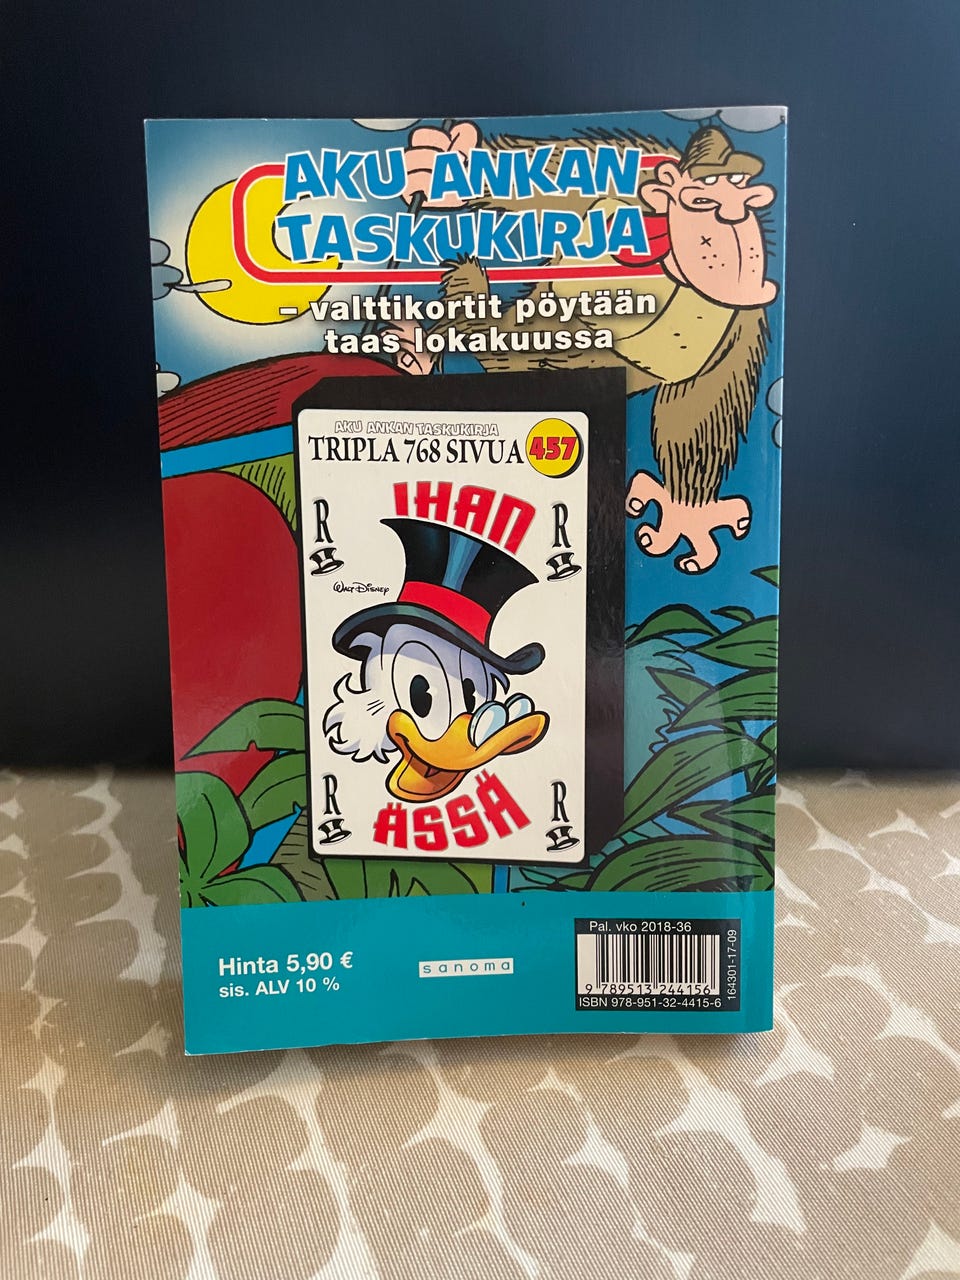 AKU ANKAN
TASKUKIRJA
– valttikortit pöytään
taas lokakuussa
AKU ANKAN TASKUKIRJA
TRIPLA 768 SIVUA 457
IHAN
R R
WALT DISNEY
ÄSSÄ
R R
Hinta 5,90 €
sis. ALV 10 %
sanoma
Pal. vko 2018-36
9 789513 244156
ISBN 978-951-32-4415-6
164301-17-09